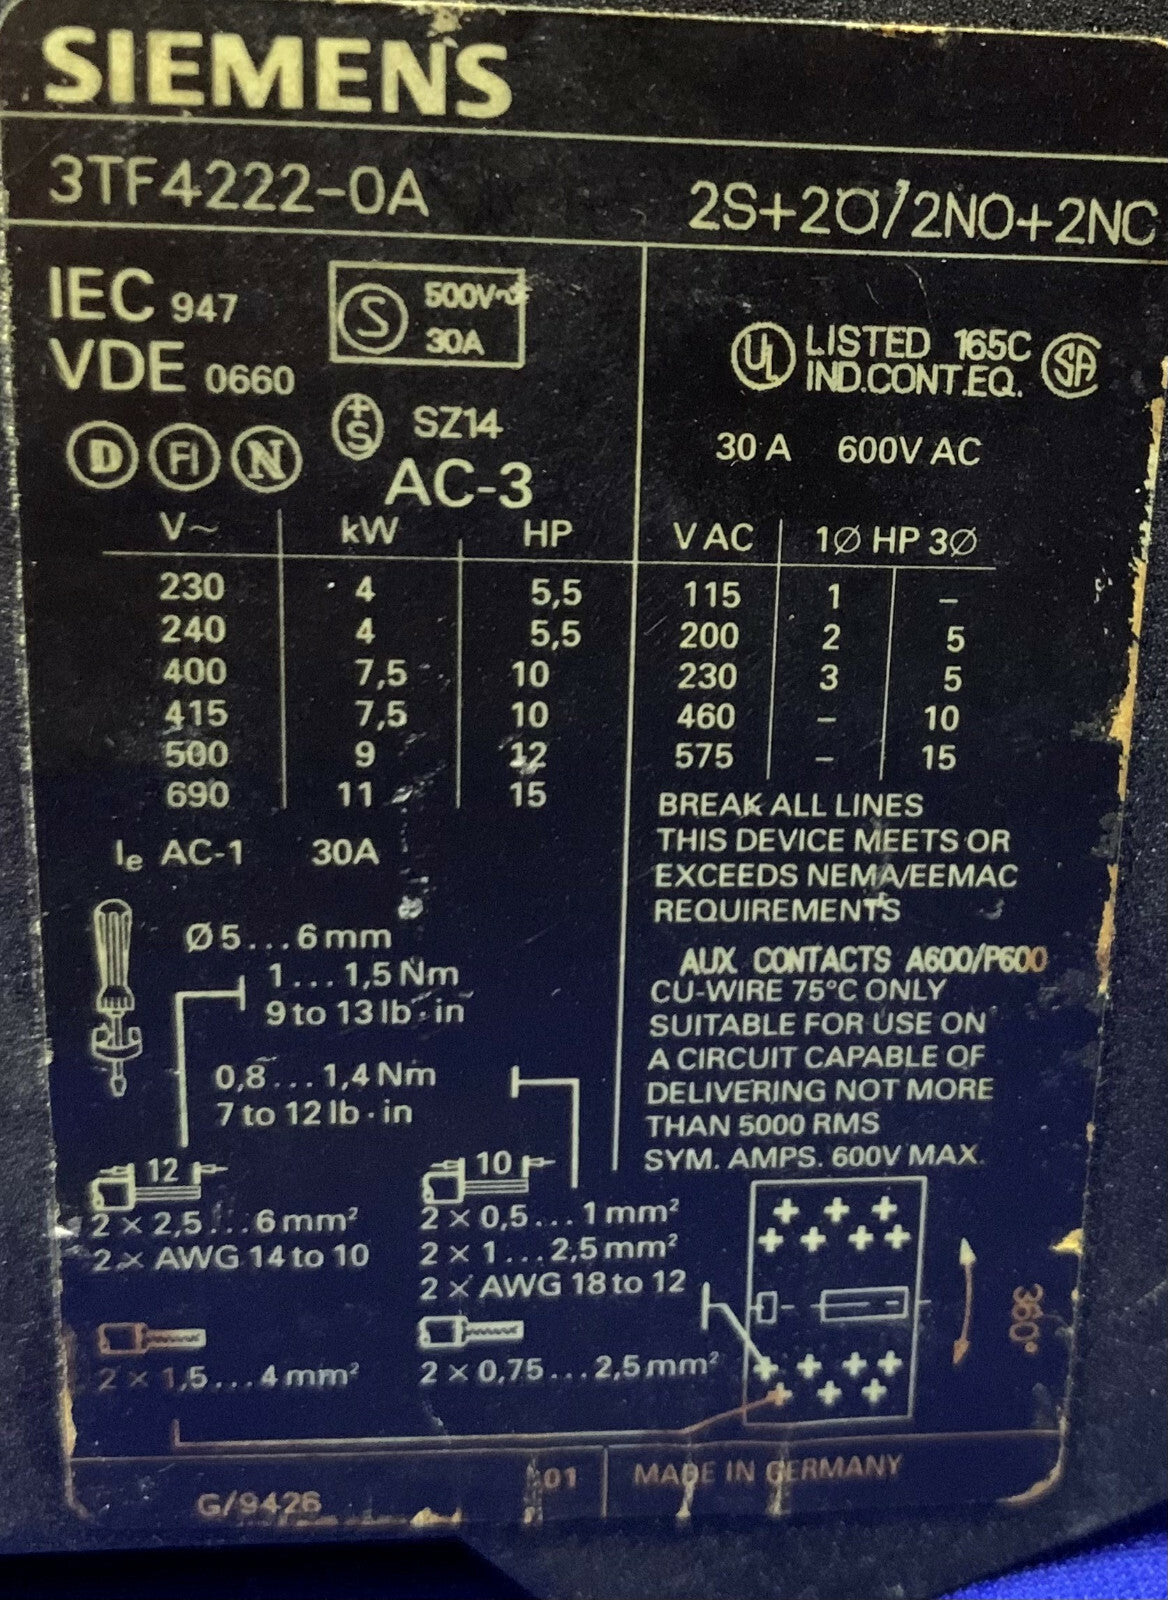 SIEMENS
3TF4222-0A 2S+2Ö/2NO+2NC
IEC 947
VDE 0660
S 500V~
30A
D FI N
+S SZ14
AC-3
V~ kW HP
230 4 5,5
240 4 5,5
400 7,5 10
415 7,5 10
500 9 12
690 11 15
Ie AC-1 30A
Ø 5...6 mm
1...1,5 Nm
9 to 13 lb·in
0,8...1,4 Nm
7 to 12 lb·in
12
2 × 2,5...6 mm²
2 × AWG 14 to 10
2 × 1,5...4 mm²
10
2 × 0,5...1 mm²
2 × 1...2,5 mm²
2 × AWG 18 to 12
2 × 0,75...2,5 mm²
UL LISTED 165C SA
IND.CONT.EQ.
30 A 600V AC
V AC 1Ø HP 3Ø
115 1 –
200 2 5
230 3 5
460 – 10
575 – 15
BREAK ALL LINES
THIS DEVICE MEETS OR
EXCEEDS NEMA/EEMAC
REQUIREMENTS
AUX. CONTACTS A600/P600
CU-WIRE 75°C ONLY
SUITABLE FOR USE ON
A CIRCUIT CAPABLE OF
DELIVERING NOT MORE
THAN 5000 RMS
SYM. AMPS. 600V MAX.
360°
G/9426 01 MADE IN GERMANY